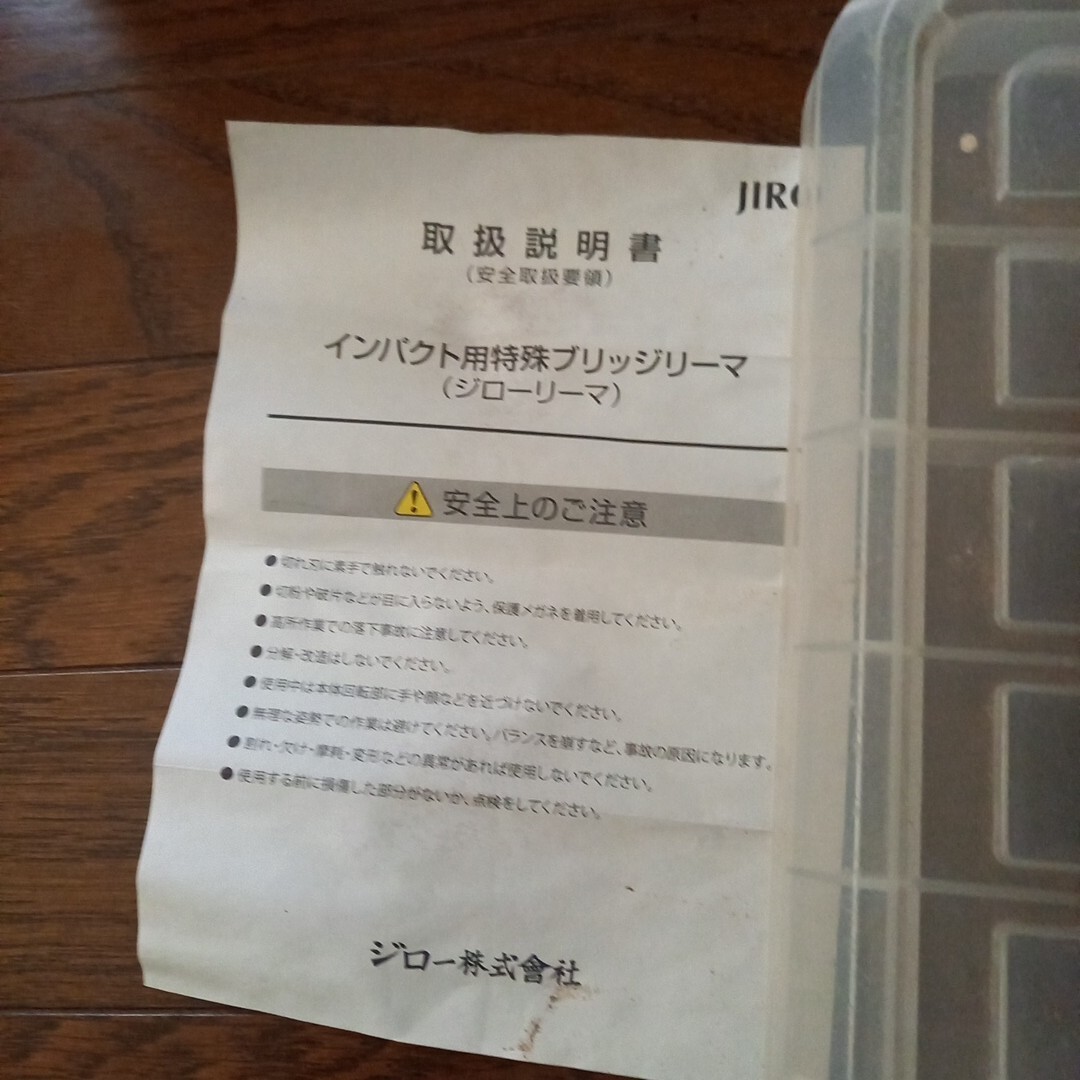 JIRO
取扱説明書
(安全取扱要領)
インパクト用特殊ブリッジリーマ
(ジローリーマ)
安全上のご注意
●切れ刃に素手で触れないでください。
●切粉や破片などが目に入らないよう、保護メガネを着用してください。
●高所作業での落下事故に注意してください。
●分解・改造はしないでください。
●使用中は本体回転部に手や顔などを近づけないでください。
●無理な姿勢での作業は避けてください。バランスを崩すなど、事故の原因になります。
●割れ・欠け・摩耗・変形などの異常があれば使用しないでください。
●使用する前に損傷した部分がないか、点検をしてください。
ジロー株式會社